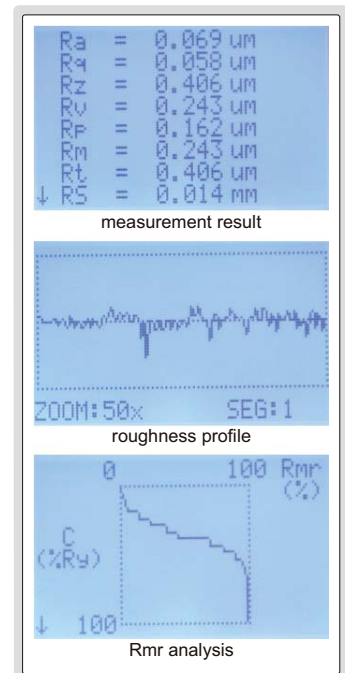 Ra = 0.069 um
Rq = 0.058 um
Rz = 0.406 um
Rv = 0.243 um
Rp = 0.162 um
Rm = 0.243 um
Rt = 0.406 um
↓ RS = 0.014 mm
measurement result
ZOOM:50x SEG:1
roughness profile
0 100 Rmr
(%)
C
(%Ry)
↓ 100
Rmr analysis